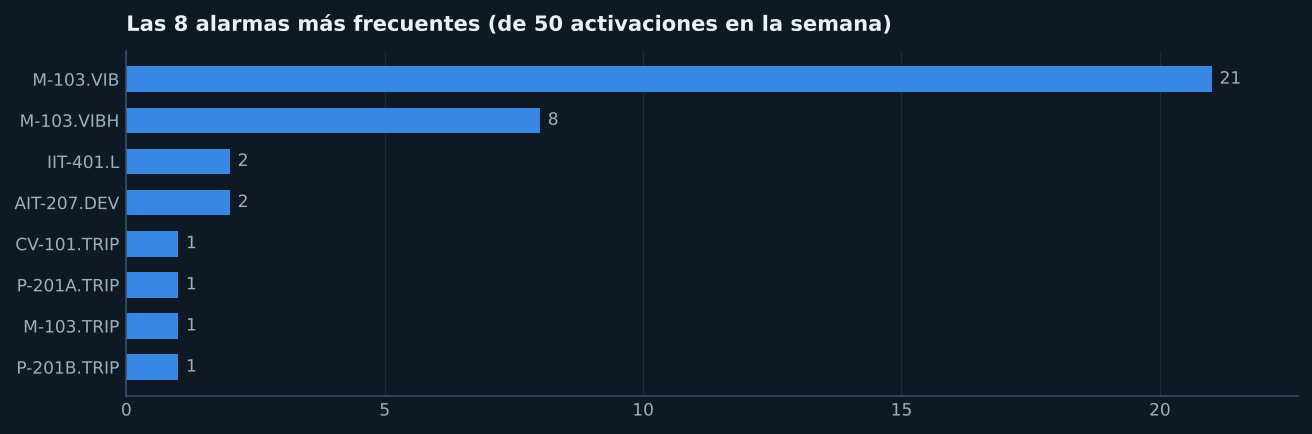 Las 8 alarmas más frecuentes (de 50 activaciones en la semana)
M-103.VIB 21
M-103.VIBH 8
IIT-401.L 2
AIT-207.DEV 2
CV-101.TRIP 1
P-201A.TRIP 1
M-103.TRIP 1
P-201B.TRIP 1
0 5 10 15 20